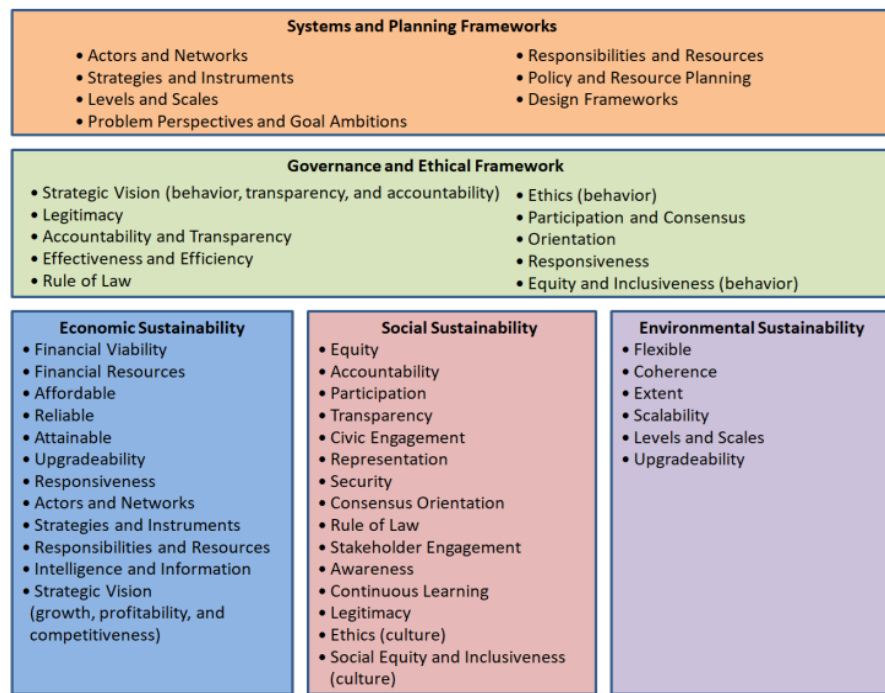 Systems and Planning Frameworks
• Actors and Networks
• Strategies and Instruments
• Levels and Scales
• Problem Perspectives and Goal Ambitions
• Responsibilities and Resources
• Policy and Resource Planning
• Design Frameworks
Governance and Ethical Framework
• Strategic Vision (behavior, transparency, and accountability)
• Legitimacy
• Accountability and Transparency
• Effectiveness and Efficiency
• Rule of Law
• Ethics (behavior)
• Participation and Consensus
• Orientation
• Responsiveness
• Equity and Inclusiveness (behavior)
Economic Sustainability
• Financial Viability
• Financial Resources
• Affordable
• Reliable
• Attainable
• Upgradeability
• Responsiveness
• Actors and Networks
• Strategies and Instruments
• Responsibilities and Resources
• Intelligence and Information
• Strategic Vision
(growth, profitability, and
competitiveness)
Social Sustainability
• Equity
• Accountability
• Participation
• Transparency
• Civic Engagement
• Representation
• Security
• Consensus Orientation
• Rule of Law
• Stakeholder Engagement
• Awareness
• Continuous Learning
• Legitimacy
• Ethics (culture)
• Social Equity and Inclusiveness
(culture)
Environmental Sustainability
• Flexible
• Coherence
• Extent
• Scalability
• Levels and Scales
• Upgradeability